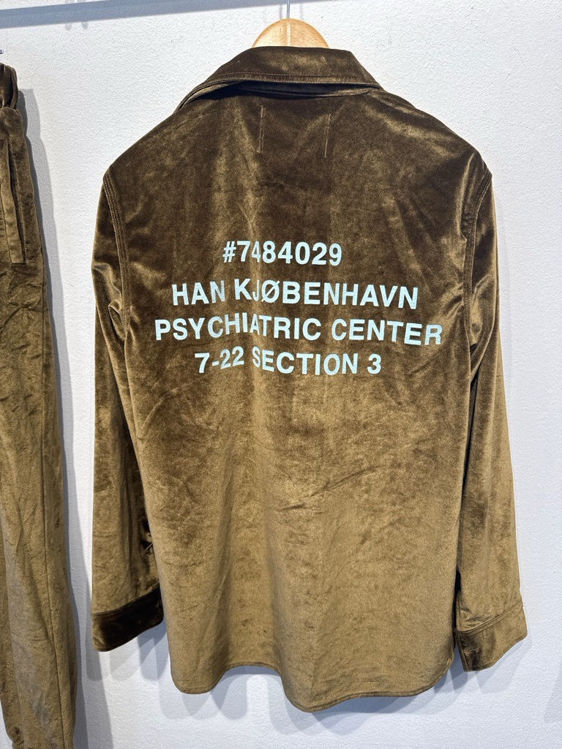 #7484029
HAN KJØBENHAVN
PSYCHIATRIC CENTER
7-22 SECTION 3